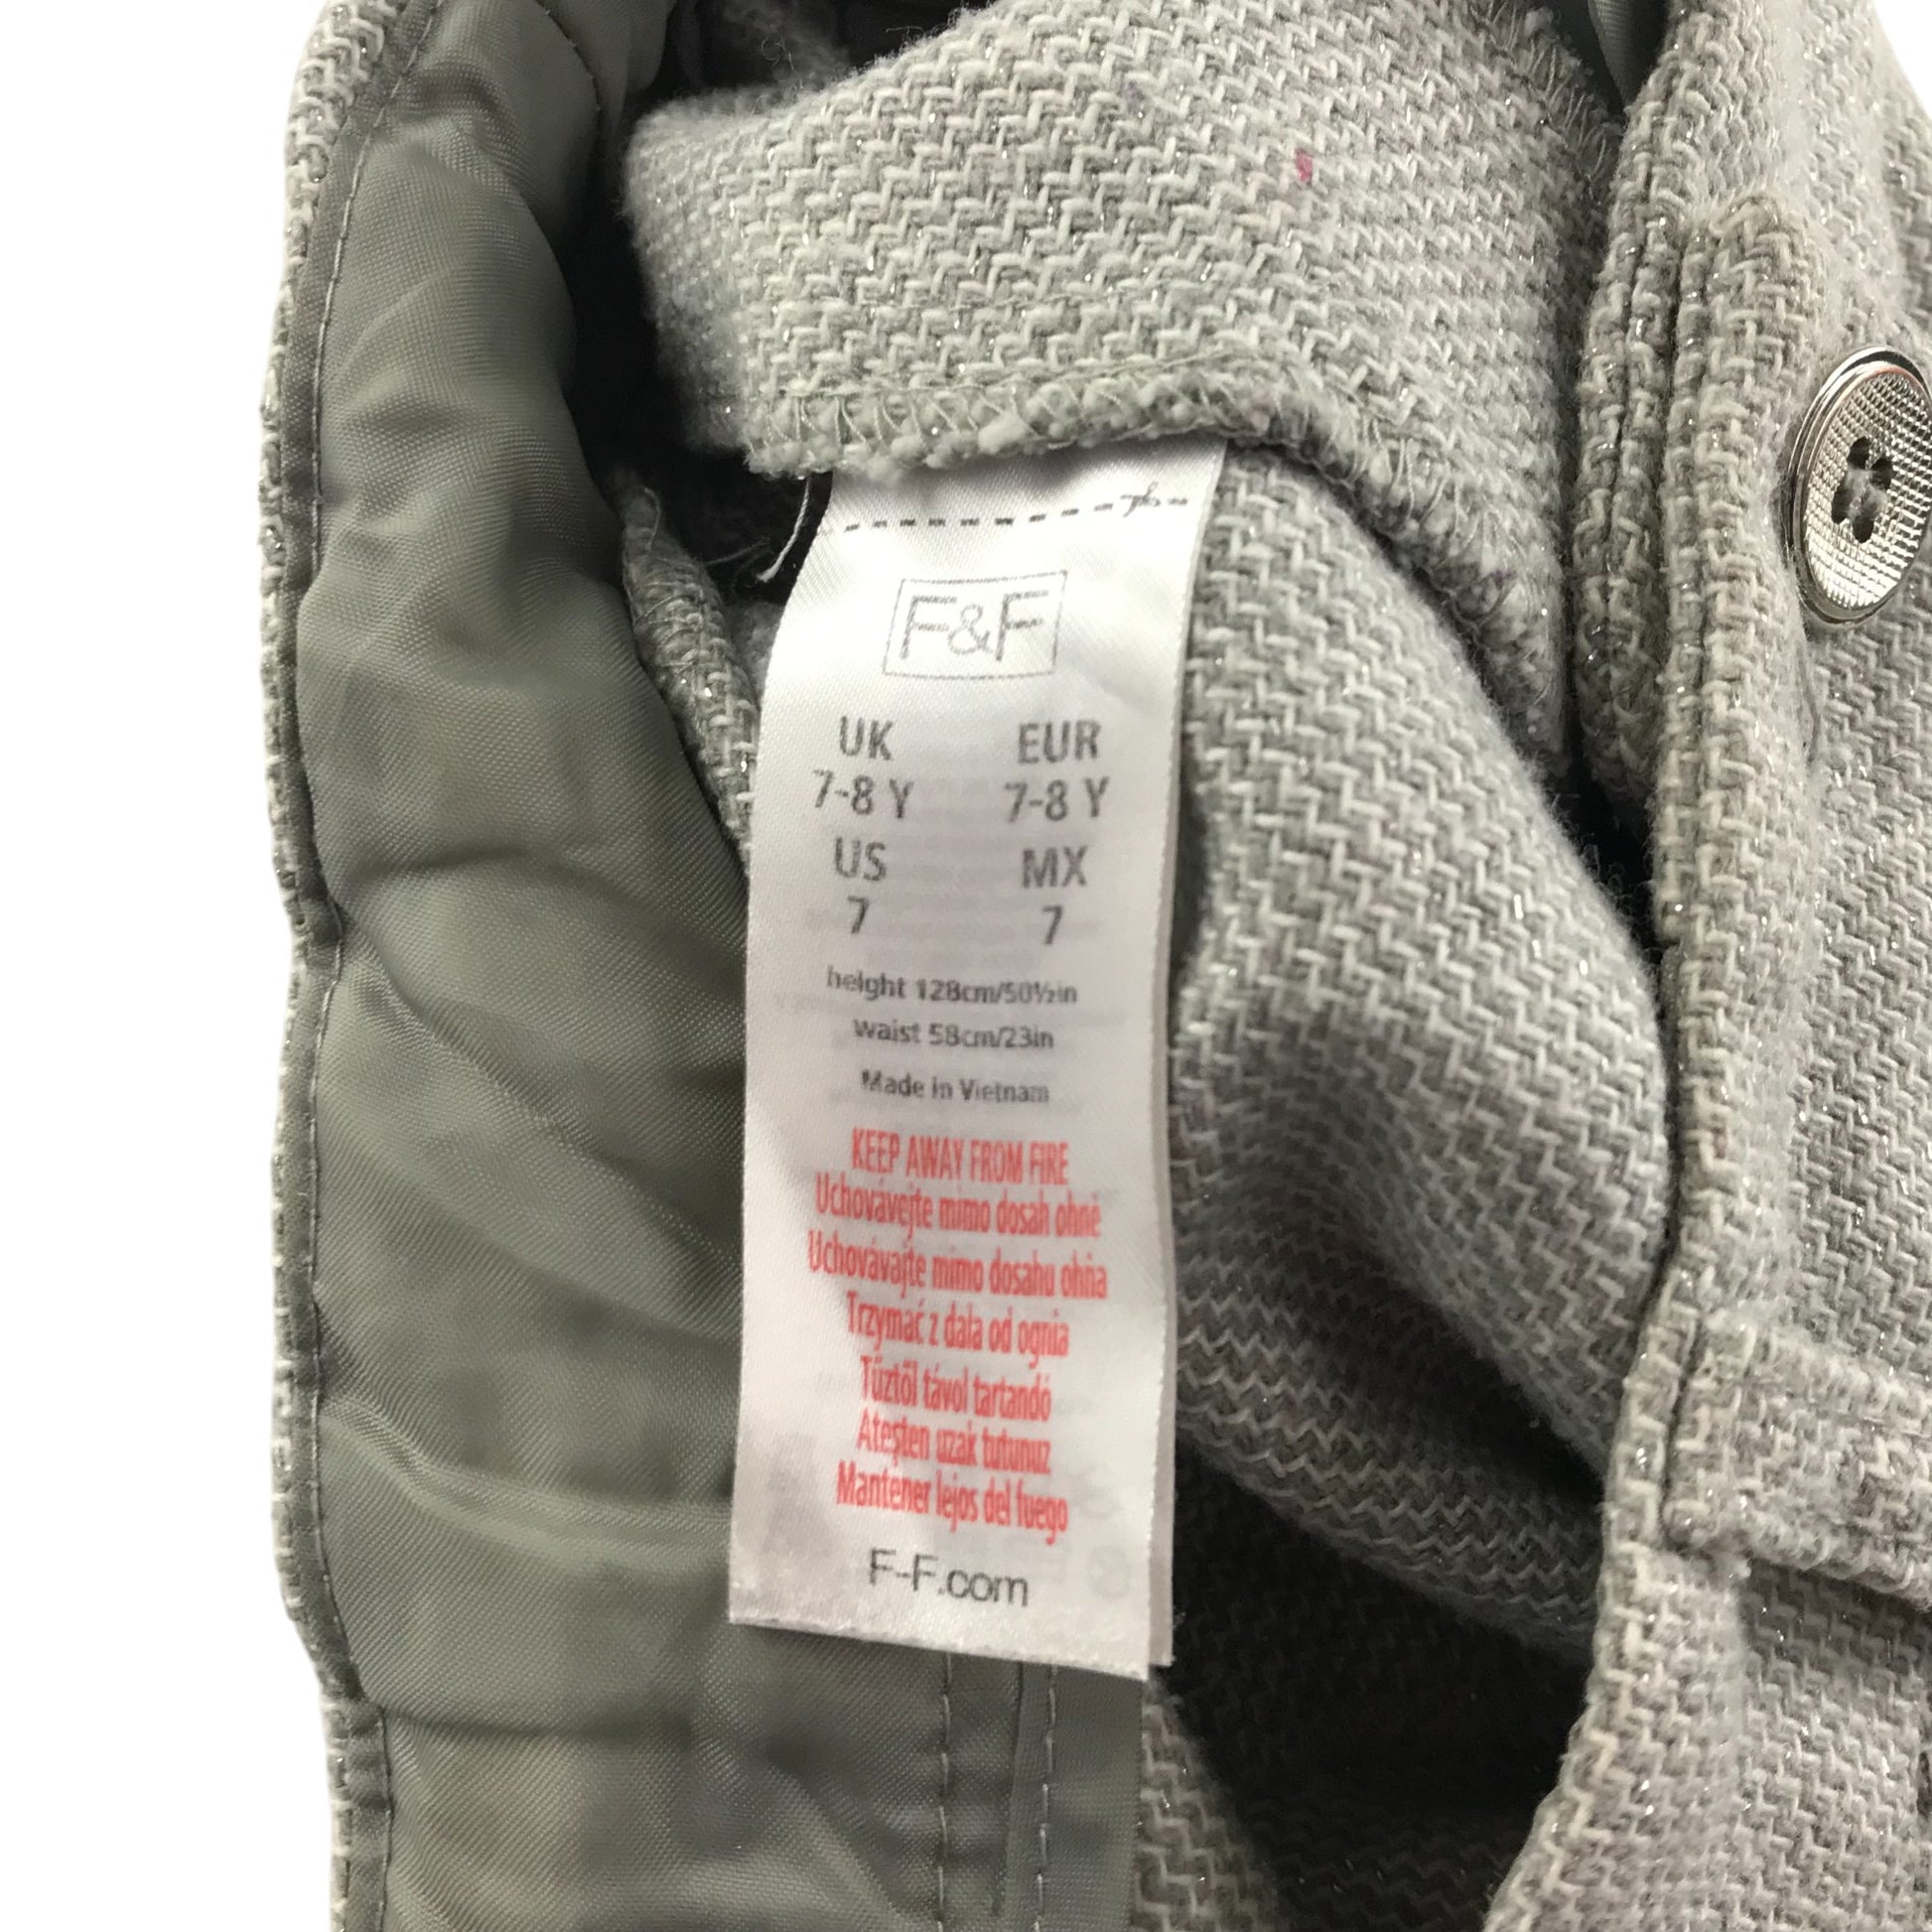 F&F
UK EUR
7-8 Y 7-8 Y
US MX
7 7
height 128cm/50½in
waist 58cm/23in
Made in Vietnam
KEEP AWAY FROM FIRE
Uchovávejte mimo dosah ohně
Uchovávajte mimo dosahu ohňa
Trzymać z dala od ognia
Tűztől távol tartandó
Ateşten uzak tutunuz
Mantener lejos del fuego
F-F.com